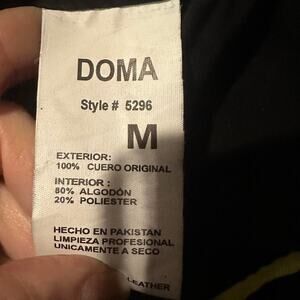 DOMA
Style # 5296
M
EXTERIOR:
100% CUERO ORIGINAL
INTERIOR :
80% ALGODÓN
20% POLIESTER
HECHO EN PAKISTAN
LIMPIEZA PROFESIONAL
UNICAMENTE A SECO
LEATHER